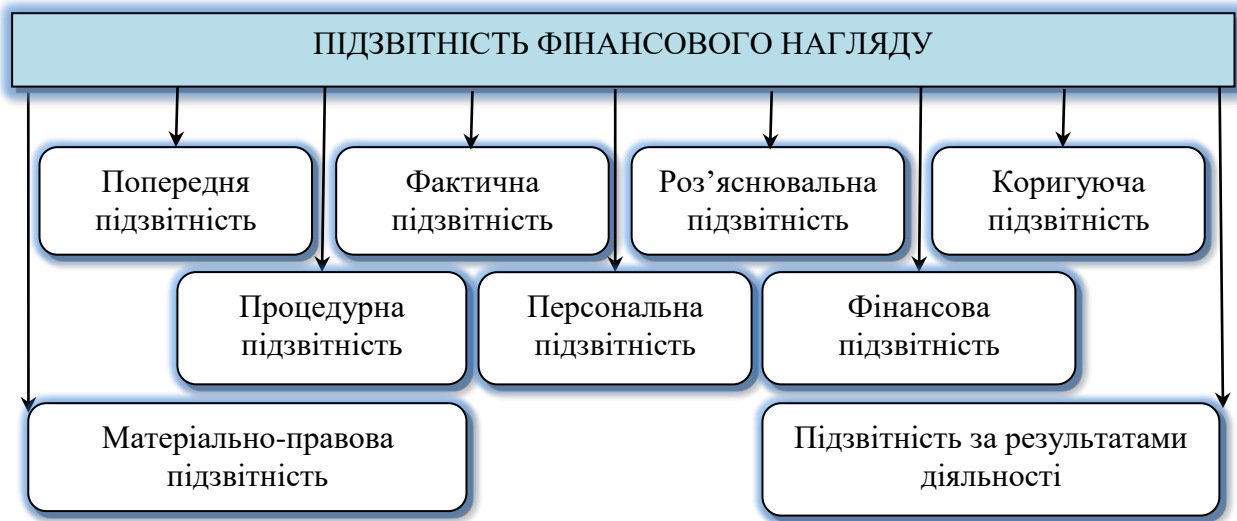 ПІДЗВІТНІСТЬ ФІНАНСОВОГО НАГЛЯДУ
Попередня
підзвітність
Фактична
підзвітність
Роз’яснювальна
підзвітність
Коригуюча
підзвітність
Процедурна
підзвітність
Персональна
підзвітність
Фінансова
підзвітність
Матеріально-правова
підзвітність
Підзвітність за результатами
діяльності